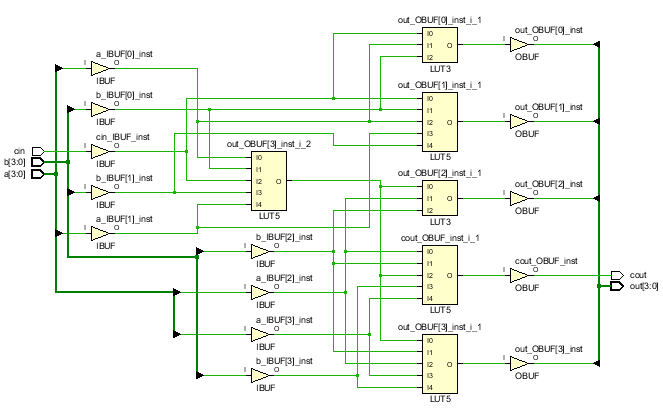 out_OBUF[0]_inst_i_1
I0
I1
I2
O
LUT3
out_OBUF[0]_inst
I
O
OBUF
a_IBUF[0]_inst
I
O
IBUF
out_OBUF[1]_inst_i_1
I0
I1
I2
I3
I4
O
LUT5
out_OBUF[1]_inst
I
O
OBUF
b_IBUF[0]_inst
I
O
IBUF
cin_IBUF_inst
I
O
IBUF
out_OBUF[3]_inst_i_2
I0
I1
I2
I3
I4
O
LUT5
cin
b[3:0]
a[3:0]
b_IBUF[1]_inst
I
O
IBUF
out_OBUF[2]_inst_i_1
I0
I1
I2
O
LUT3
out_OBUF[2]_inst
I
O
OBUF
a_IBUF[1]_inst
I
O
IBUF
b_IBUF[2]_inst
I
O
IBUF
cout_OBUF_inst_i_1
I0
I1
I2
I3
I4
O
LUT5
cout_OBUF_inst
I
O
OBUF
cout
out[3:0]
a_IBUF[2]_inst
I
O
IBUF
a_IBUF[3]_inst
I
O
IBUF
out_OBUF[3]_inst_i_1
I0
I1
I2
I3
I4
O
LUT5
out_OBUF[3]_inst
I
O
OBUF
b_IBUF[3]_inst
I
O
IBUF